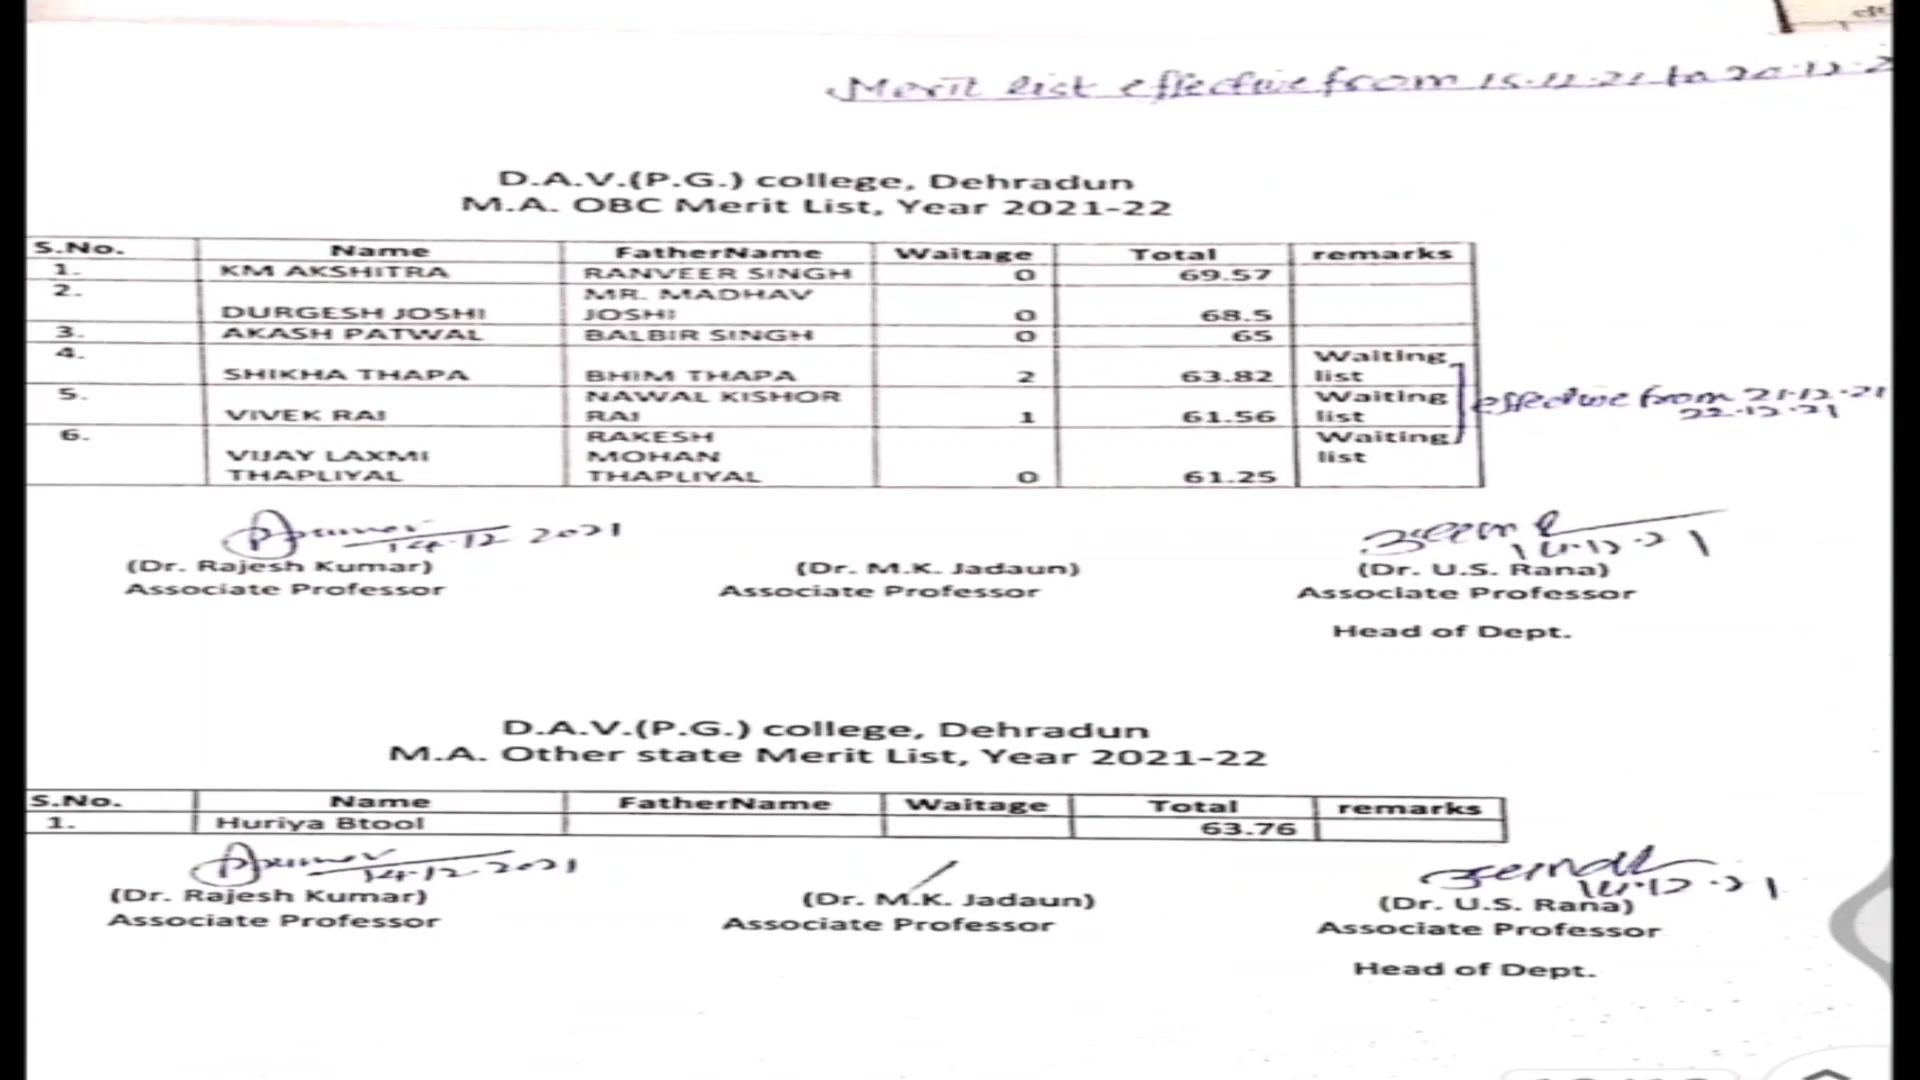 Merit list effective from 15.12.21 to 20.12.2
D.A.V.(P.G.) college, Dehradun
M.A. OBC Merit List, Year 2021-22
S.No. Name FatherName Waitage Total remarks
1. KM AKSHITRA RANVEER SINGH 0 69.57
2. DURGESH JOSHI MR. MADHAV JOSHI 0 68.5
3. AKASH PATWAL BALBIR SINGH 0 65
4. SHIKHA THAPA BHIM THAPA 2 63.82 Waiting list
5. VIVEK RAI NAWAL KISHOR RAI 1 61.56 Waiting list
6. VIJAY LAXMI THAPLIYAL RAKESH MOHAN THAPLIYAL 0 61.25 Waiting list
effective from 21.12.21
22.12.21
14.12.2021 14.12.21
(Dr. Rajesh Kumar) (Dr. M.K. Jadaun) (Dr. U.S. Rana)
Associate Professor Associate Professor Associate Professor
Head of Dept.
D.A.V.(P.G.) college, Dehradun
M.A. Other state Merit List, Year 2021-22
S.No. Name FatherName Waitage Total remarks
1. Huriya Btool 63.76
14.12.2021 14.12.21
(Dr. Rajesh Kumar) (Dr. M.K. Jadaun) (Dr. U.S. Rana)
Associate Professor Associate Professor Associate Professor
Head of Dept.